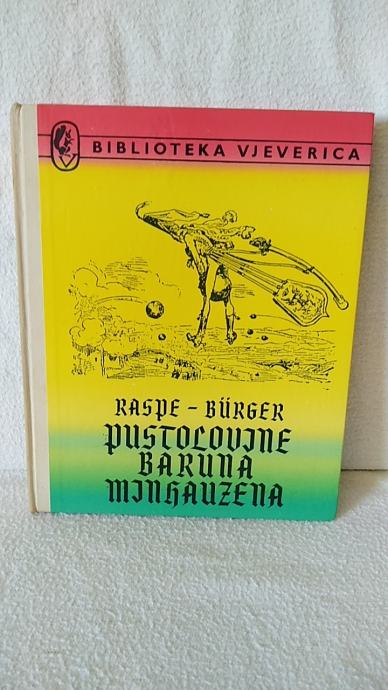 BIBLIOTEKA VJEVERICA
RASPE - BÜRGER
PUSTOLOVINE
BARUNA
MINHAUZENA